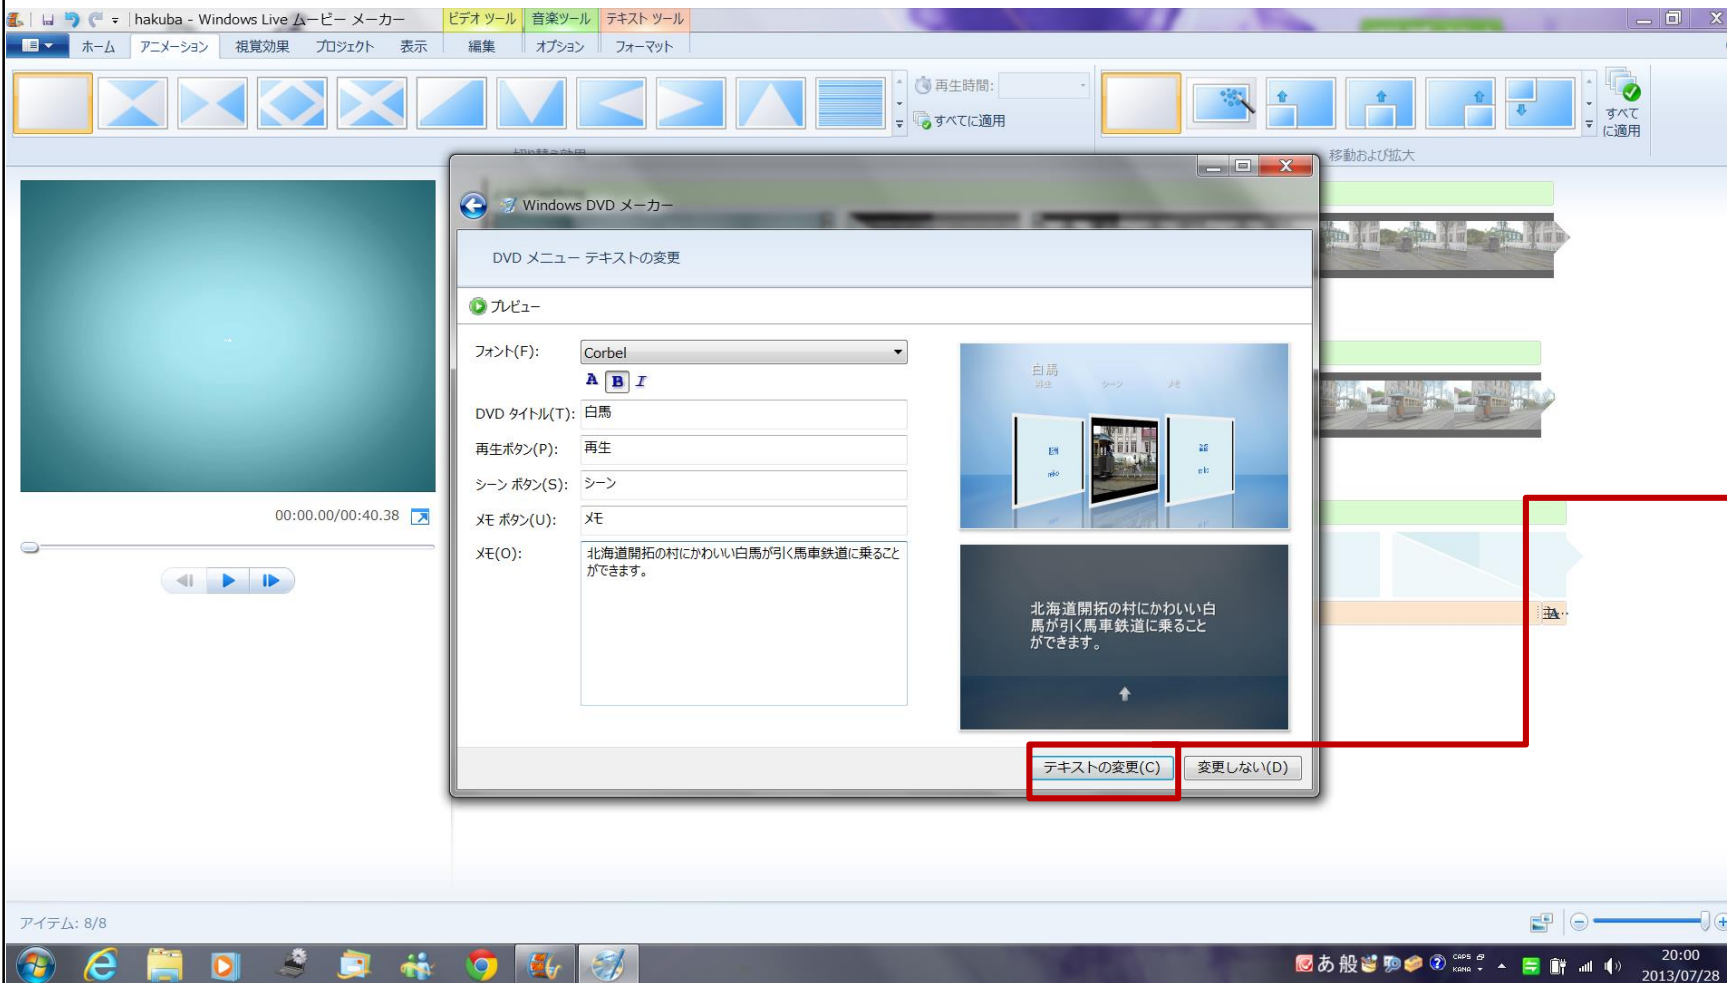 hakuba - Windows Live ムービー メーカー
ビデオ ツール 音楽ツール テキスト ツール
ホーム アニメーション 視覚効果 プロジェクト 表示 編集 オプション フォーマット
再生時間:
すべてに適用
すべて
に適用
移動および拡大
Windows DVD メーカー
DVD メニュー テキストの変更
プレビュー
フォント(F): Corbel
A B I
DVD タイトル(T): 白馬
再生ボタン(P): 再生
シーン ボタン(S): シーン
メモ ボタン(U): メモ
メモ(O): 北海道開拓の村にかわいい白馬が引く馬車鉄道に乗ること
ができます。
白馬
再生 シーン メモ
北海道開拓の村にかわいい白
馬が引く馬車鉄道に乗ること
ができます。
テキストの変更(C) 変更しない(D)
00:00.00/00:40.38
アイテム: 8/8
あ 般 CAPS KANA
20:00
2013/07/28